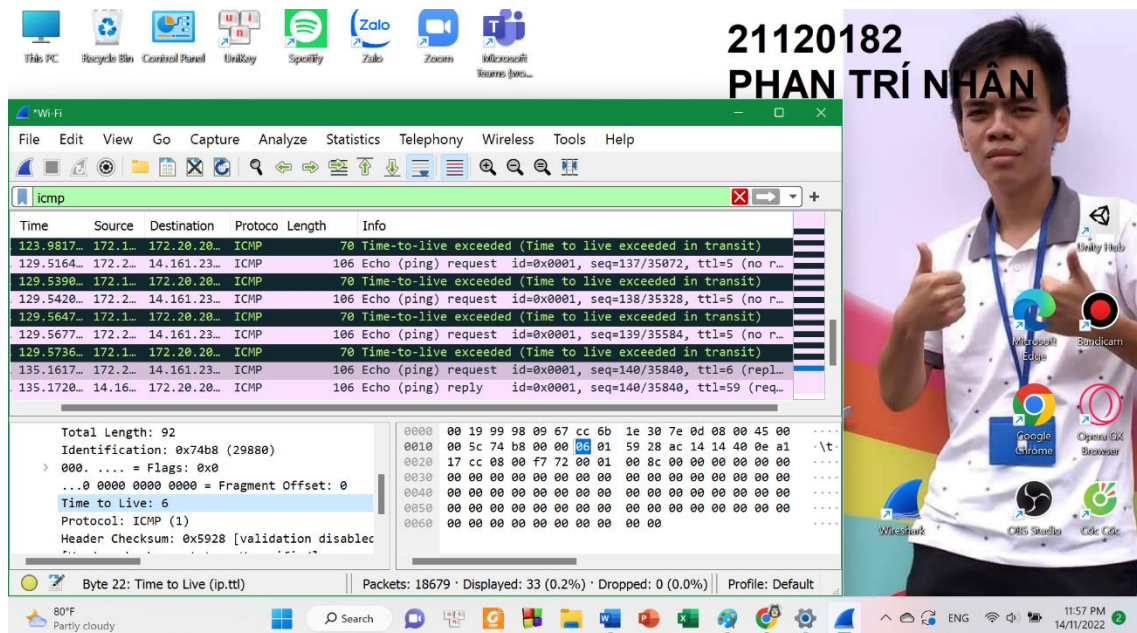 This PC
Recycle Bin
Control Panel
UniKey
Spotify
Zalo
Zoom
Microsoft
Teams
21120182
PHAN TRÍ NHÂN
*Wi-Fi
File Edit View Go Capture Analyze Statistics Telephony Wireless Tools Help
icmp
Time Source Destination Protoco Length Info
123.9817… 172.1… 172.20.20… ICMP 70 Time-to-live exceeded (Time to live exceeded in transit)
129.5164… 172.2… 14.161.23… ICMP 106 Echo (ping) request id=0x0001, seq=137/35072, ttl=5 (no r…
129.5390… 172.1… 172.20.20… ICMP 70 Time-to-live exceeded (Time to live exceeded in transit)
129.5420… 172.2… 14.161.23… ICMP 106 Echo (ping) request id=0x0001, seq=138/35328, ttl=5 (no r…
129.5647… 172.1… 172.20.20… ICMP 70 Time-to-live exceeded (Time to live exceeded in transit)
129.5677… 172.2… 14.161.23… ICMP 106 Echo (ping) request id=0x0001, seq=139/35584, ttl=5 (no r…
129.5736… 172.1… 172.20.20… ICMP 70 Time-to-live exceeded (Time to live exceeded in transit)
135.1617… 172.2… 14.161.23… ICMP 106 Echo (ping) request id=0x0001, seq=140/35840, ttl=6 (repl…
135.1720… 14.16… 172.20.20… ICMP 106 Echo (ping) reply id=0x0001, seq=140/35840, ttl=59 (req…
Total Length: 92
Identification: 0x74b8 (29880)
000. .... = Flags: 0x0
...0 0000 0000 0000 = Fragment Offset: 0
Time to Live: 6
Protocol: ICMP (1)
Header Checksum: 0x5928 [validation disablec
0000 00 19 99 98 09 67 cc 6b 1e 30 7e 0d 08 00 45 00 ····
0010 00 5c 74 b8 00 00 06 01 59 28 ac 14 14 40 0e a1 ·\t·
0020 17 cc 08 00 f7 72 00 01 00 8c 00 00 00 00 00 00 ····
0030 00 00 00 00 00 00 00 00 00 00 00 00 00 00 00 00 ····
0040 00 00 00 00 00 00 00 00 00 00 00 00 00 00 00 00 ····
0050 00 00 00 00 00 00 00 00 00 00 00 00 00 00 00 00 ····
0060 00 00 00 00 00 00 00 00 00 00 ····
Byte 22: Time to Live (ip.ttl)
Packets: 18679 · Displayed: 33 (0.2%) · Dropped: 0 (0.0%)
Profile: Default
Unity Hub
Microsoft
Edge
Bandicam
Google
Chrome
Opera GX
Browser
Wireshark
OBS Studio
Cốc Cốc
80°F
Partly cloudy
Search
ENG
11:57 PM
14/11/2022
2